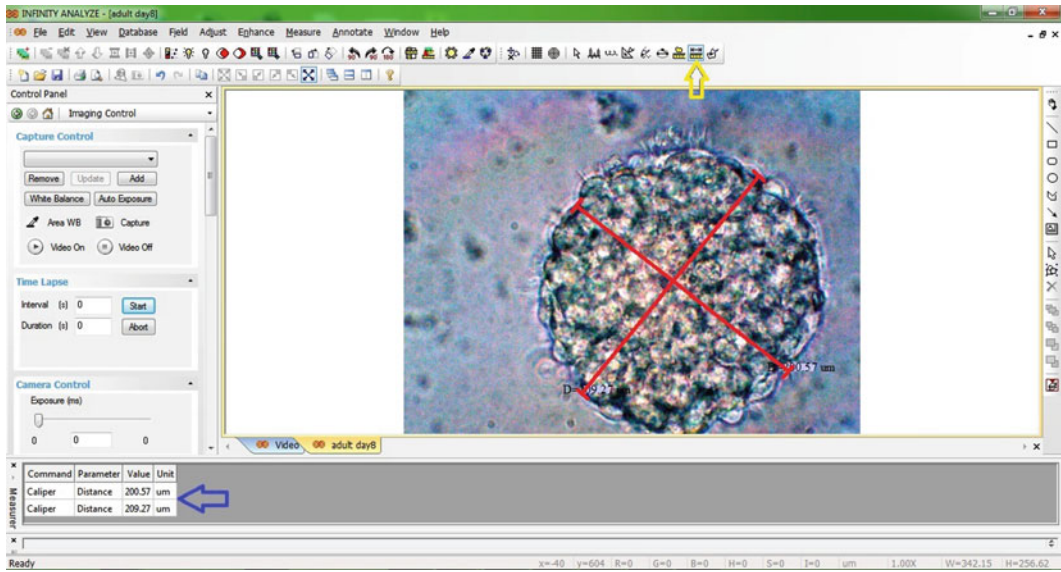 INFINITY ANALYZE - [adult day8]
File Edit View Database Field Adjust Enhance Measure Annotate Window Help
Control Panel
Imaging Control
Capture Control
Remove Update Add
White Balance Auto Exposure
Area WB Capture
Video On Video Off
Time Lapse
Interval (s) 0 Start
Duration (s) 0 Abort
Camera Control
Exposure (ms)
0 0 0
Video adult day8
Command Parameter Value Unit
Caliper Distance 200.57 um
Caliper Distance 209.27 um
Ready x=-40 y=604 R=0 G=0 B=0 H=0 S=0 I=0 um 1.00X W=342.15 H=256.62